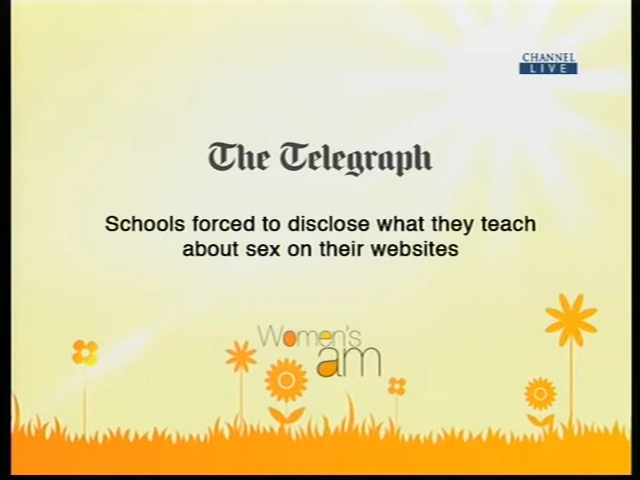 CHANNEL
LIVE
The Telegraph
Schools forced to disclose what they teach
about sex on their websites
Women's
am